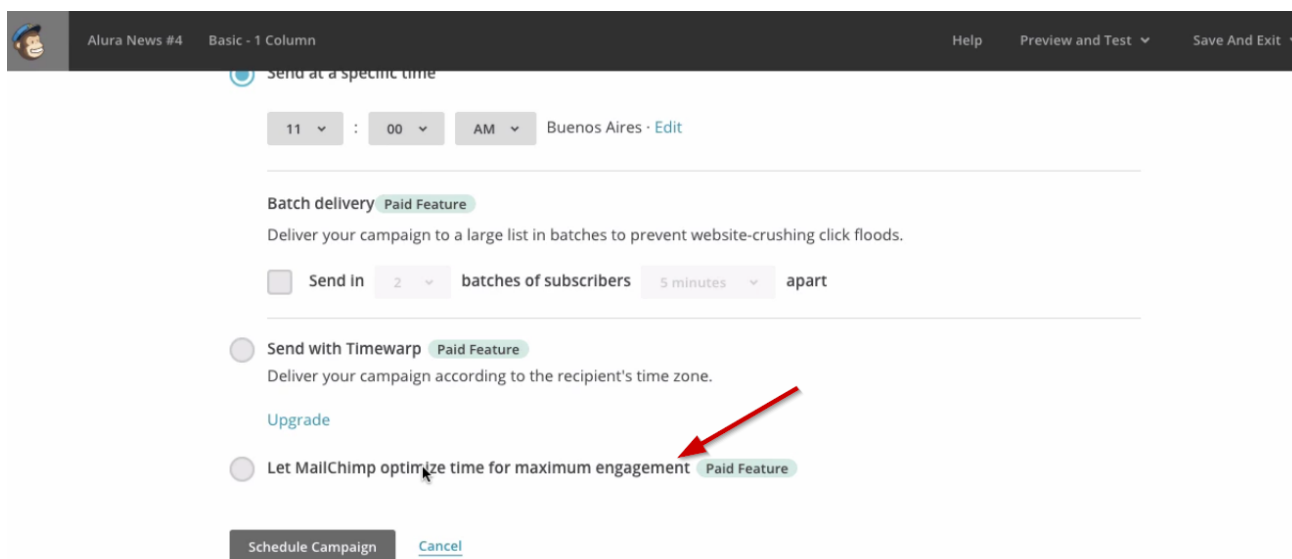 Alura News #4 Basic - 1 Column Help Preview and Test Save And Exit
Send at a specific time
11 : 00 AM Buenos Aires · Edit
Batch delivery Paid Feature
Deliver your campaign to a large list in batches to prevent website-crushing click floods.
Send in 2 batches of subscribers 5 minutes apart
Send with Timewarp Paid Feature
Deliver your campaign according to the recipient's time zone.
Upgrade
Let MailChimp optimize time for maximum engagement Paid Feature
Schedule Campaign Cancel